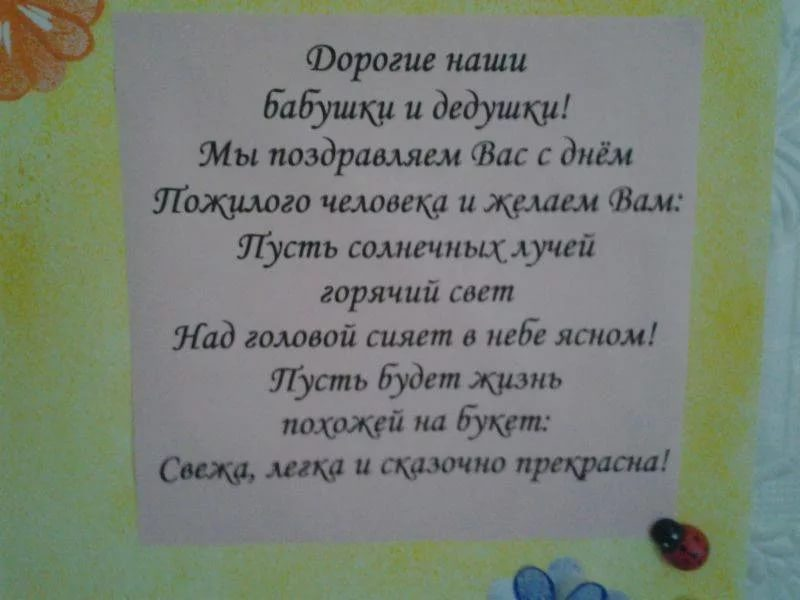 Дорогие наши
бабушки и дедушки!
Мы поздравляем Вас с днём
Пожилого человека и желаем Вам:
Пусть солнечных лучей
горячий свет
Над головой сияет в небе ясном!
Пусть будет жизнь
похожей на букет:
Свежа, легка и сказочно прекрасна!